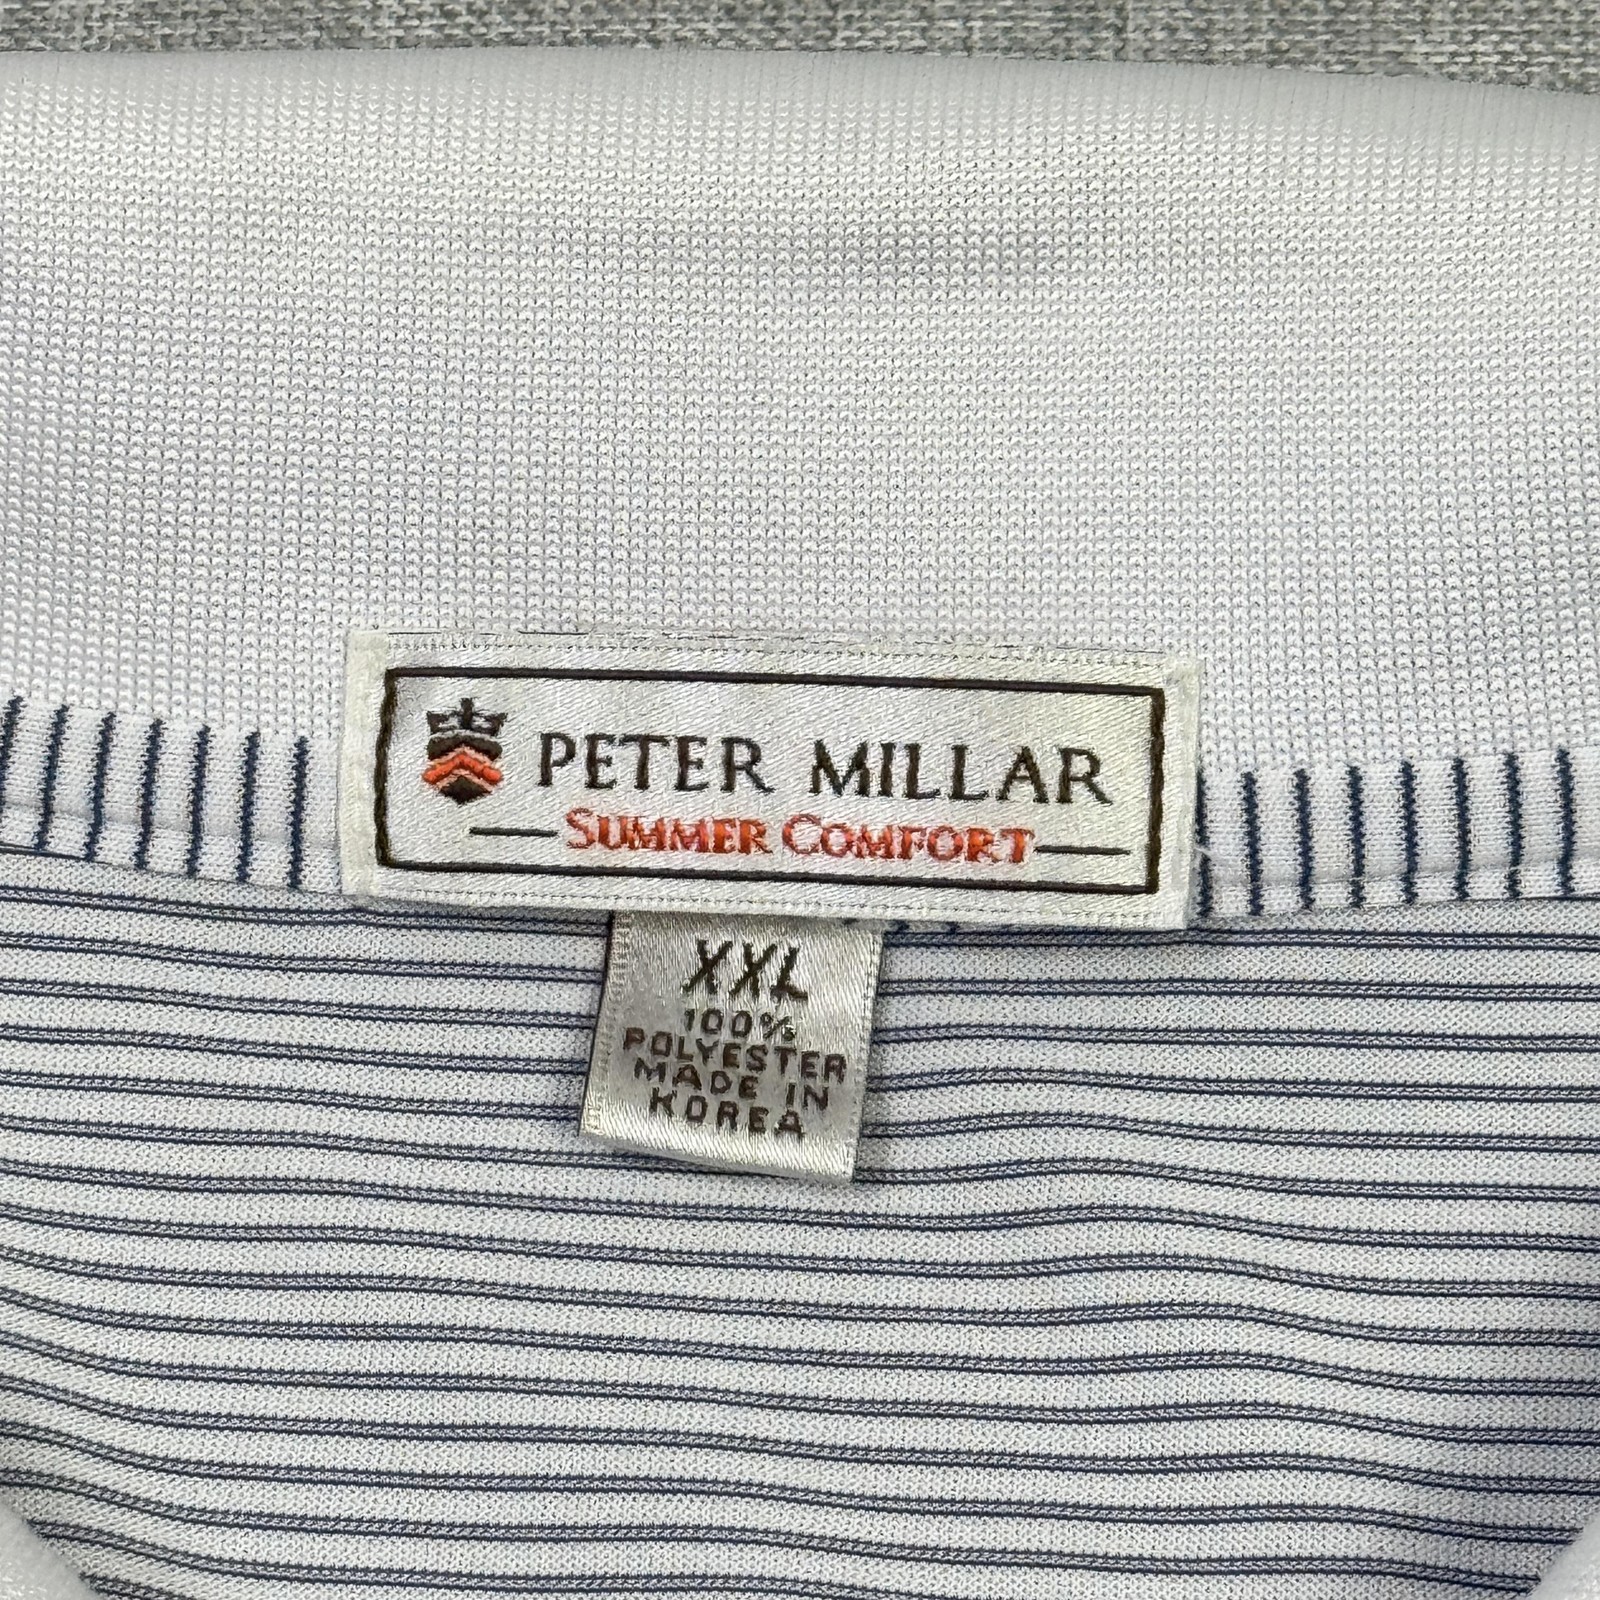 PETER MILLAR
SUMMER COMFORT
XXL
100%
POLYESTER
MADE IN
KOREA